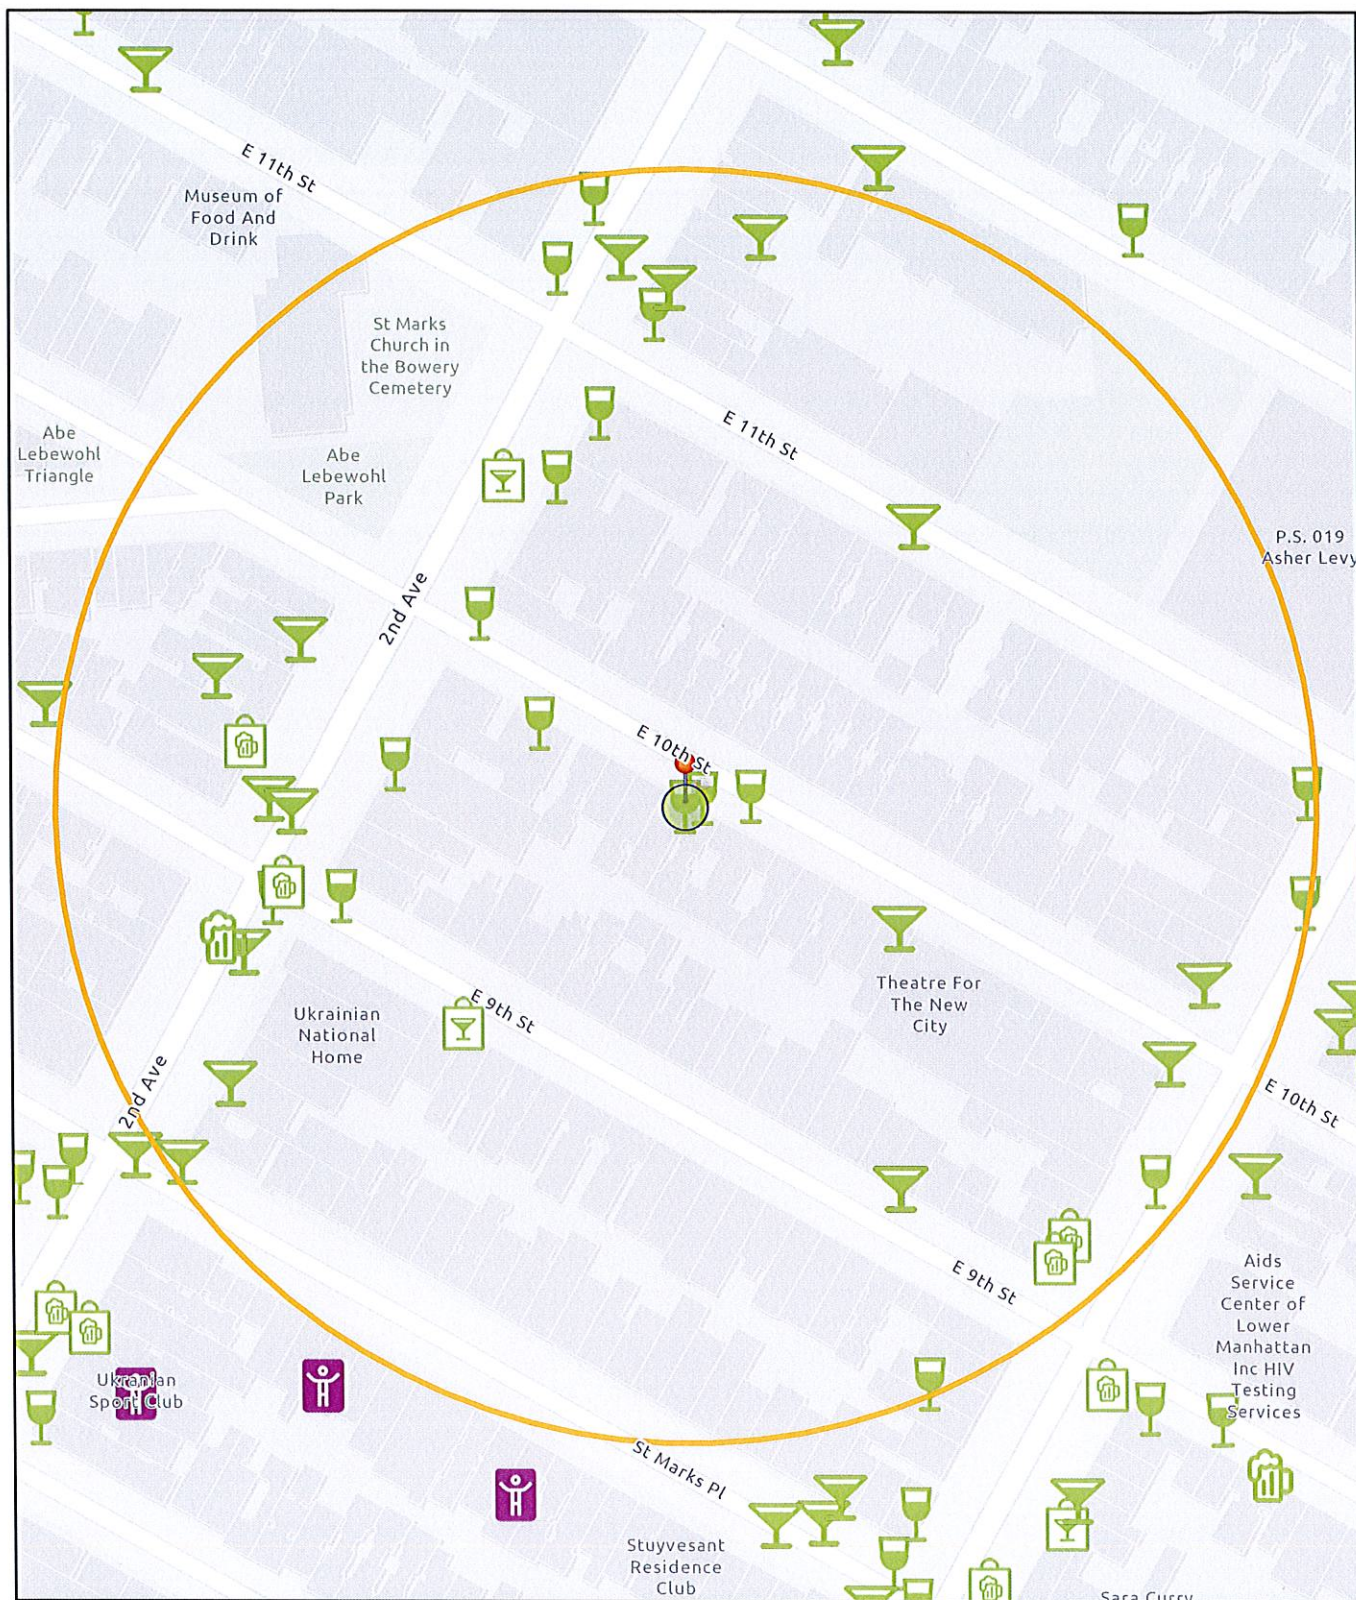 E 11th St
Museum of
Food And
Drink
St Marks
Church in
the Bowery
Cemetery
E 11th St
Abe
Lebewohl
Triangle
Abe
Lebewohl
Park
P.S. 019
Asher Levy
2nd Ave
E 10th St
Theatre For
The New
City
E 9th St
Ukrainian
National
Home
2nd Ave
E 10th St
E 9th St
Aids
Service
Center of
Lower
Manhattan
Inc HIV
Testing
Services
Ukranian
Sport Club
St Marks Pl
Stuyvesant
Residence
Club
Sara Curry